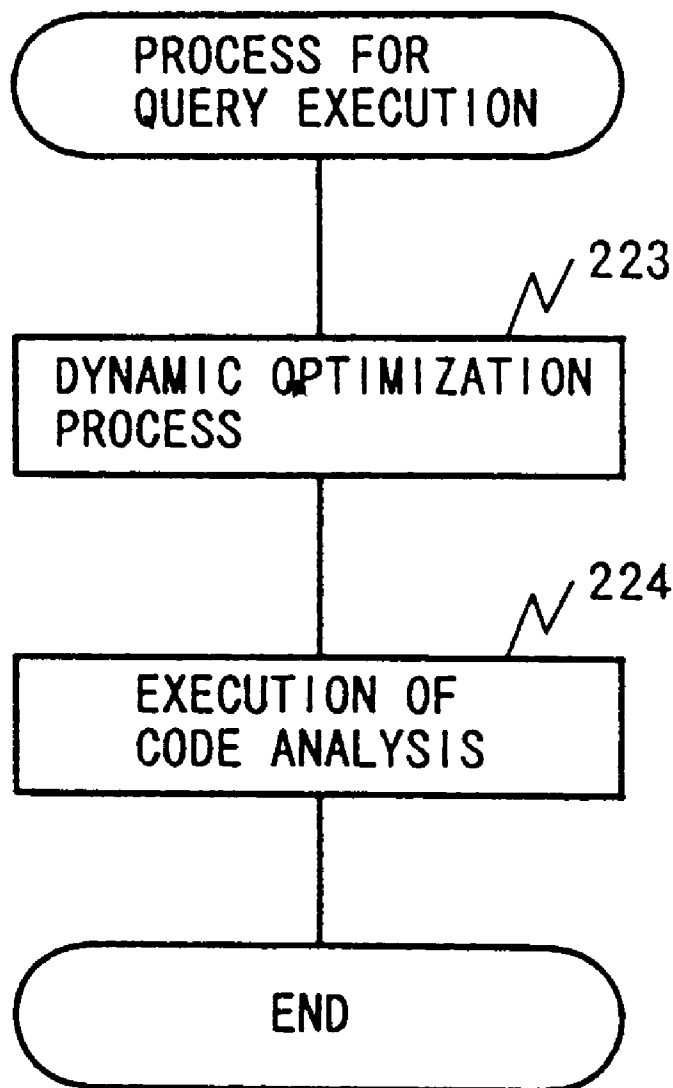 PROCESS FOR
QUERY EXECUTION
223
DYNAMIC OPTIMIZATION
PROCESS
224
EXECUTION OF
CODE ANALYSIS
END